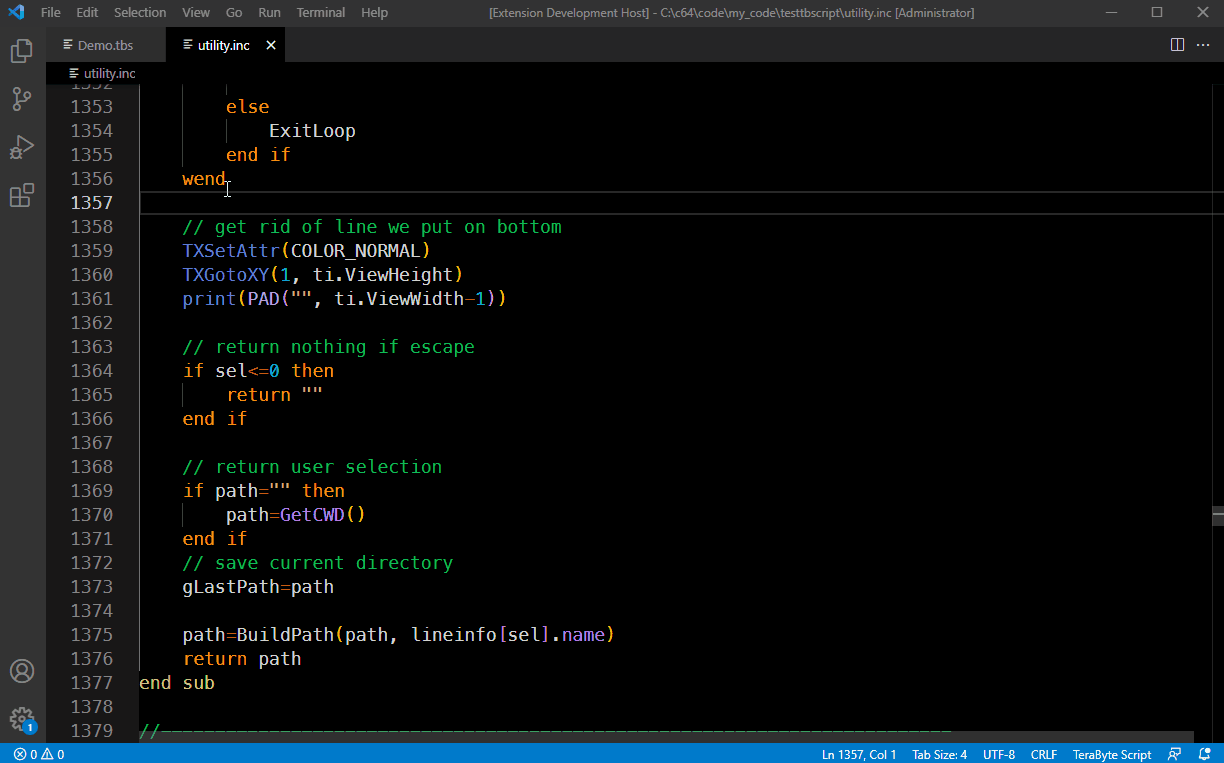 File Edit Selection View Go Run Terminal Help [Extension Development Host] - C:\c64\code\my_code\testtbscript\utility.inc [Administrator]
Demo.tbs utility.inc
utility.inc
1352
1353 else
1354 ExitLoop
1355 end if
1356 wend
1357
1358 // get rid of line we put on bottom
1359 TXSetAttr(COLOR_NORMAL)
1360 TXGotoXY(1, ti.ViewHeight)
1361 print(PAD("", ti.ViewWidth-1))
1362
1363 // return nothing if escape
1364 if sel<=0 then
1365 return ""
1366 end if
1367
1368 // return user selection
1369 if path="" then
1370 path=GetCWD()
1371 end if
1372 // save current directory
1373 gLastPath=path
1374
1375 path=BuildPath(path, lineinfo[sel].name)
1376 return path
1377 end sub
1378
1379 //-------------------------------------------------------------------------
1
0 0 Ln 1357, Col 1 Tab Size: 4 UTF-8 CRLF TeraByte Script